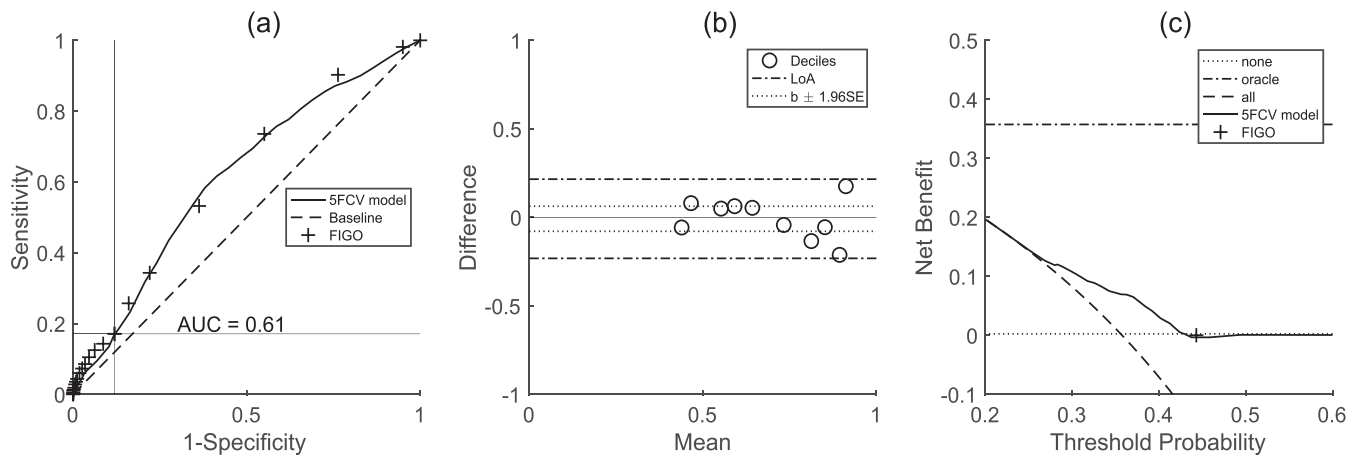 (a)
1
0.8
0.6
0.4
0.2
0
0
0.5
1
Sensitivity
1-Specificity
5FCV model
Baseline
FIGO
AUC = 0.61
(b)
1
0.5
0
-0.5
-1
0
0.5
1
Difference
Mean
Deciles
LoA
b ± 1.96SE
(c)
0.5
0.4
0.3
0.2
0.1
0
-0.1
0.2
0.3
0.4
0.5
0.6
Net Benefit
Threshold Probability
none
oracle
all
5FCV model
FIGO